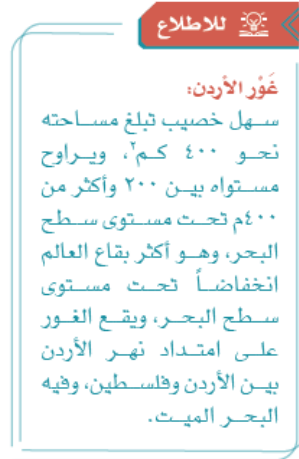 للاطلاع
غَوْر الأردن:
سهل خصيب تبلغ مساحته
نحو ٤٠٠ كم٢، ويراوح
مستواه بين ٢٠٠ وأكثر من
٤٠٠م تحت مستوى سطح
البحر، وهو أكثر بقاع العالم
انخفاضاً تحت مستوى
سطح البحر، ويقع الغور
على امتداد نهر الأردن
بين الأردن وفلسطين، وفيه
البحر الميت.